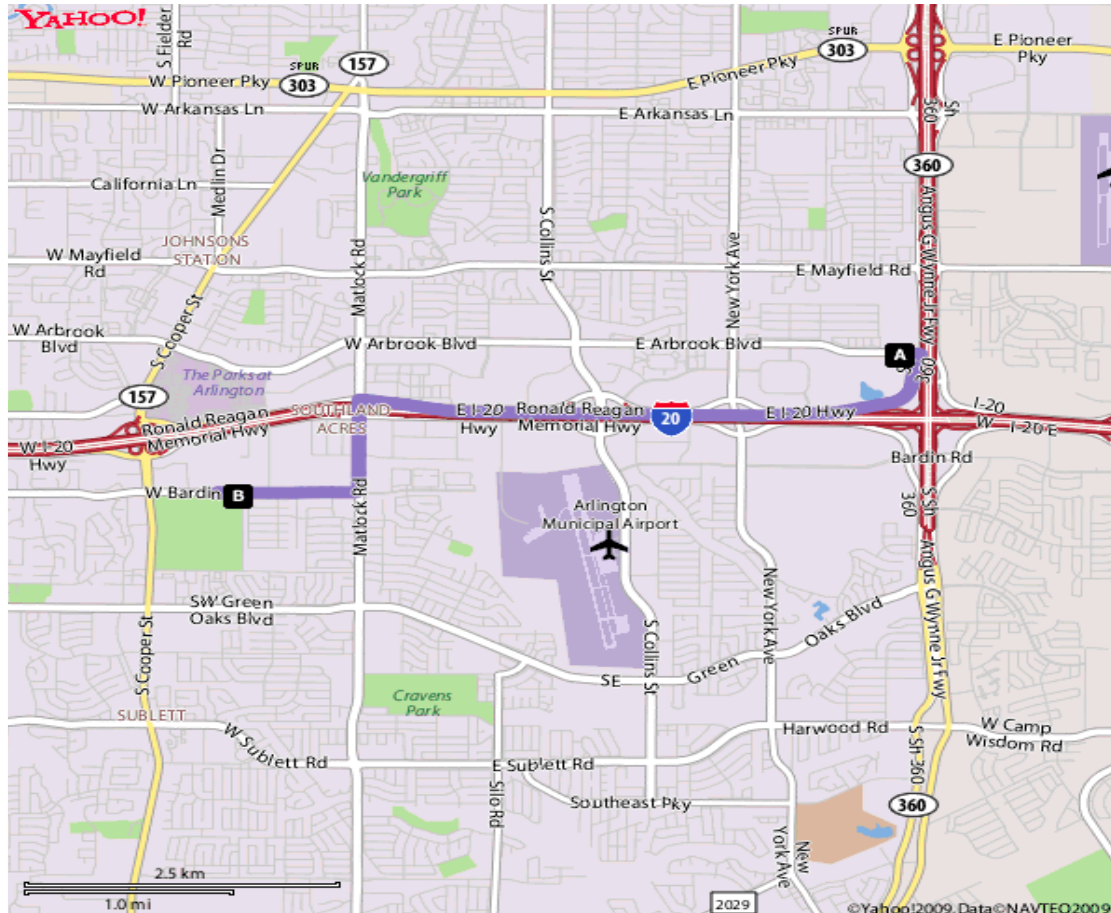 YAHOO!
S Fielder
Rd
SPUR
303
157
SPUR
303
E Pioneer
Pky
W Pioneer Pky
E Pioneer Pky
W Arkansas Ln
E Arkansas Ln
360
Sh
360
California Ln
Medlin Dr
Vandergriff
Park
Matlock Rd
S Collins St
New York Ave
Angus G Wynne Jr Fwy
JOHNSONS
STATION
W Mayfield
Rd
E Mayfield Rd
S Cooper St
W Arbrook
Blvd
W Arbrook Blvd
E Arbrook Blvd
A
360
The Parks at
Arlington
157
SOUTHLAND
ACRES
Ronald Reagan
Memorial Hwy
E I-20
Hwy
Ronald Reagan
Memorial Hwy
20
E I-20 Hwy
I-20
W
I-20 E
W I-20
Hwy
Bardin Rd
W Bardin
B
Matlock Rd
Arlington
Municipal Airport
360
S Sh
Angus G Wynne Jr Fwy
SW Green
Oaks Blvd
S Cooper St
New York Ave
S Collins St
SE
Green
Oaks Blvd
Cravens
Park
SUBLETT
W Sublett Rd
E Sublett Rd
Harwood Rd
W Camp
Wisdom Rd
S Sh 360
Silo Rd
Southeast Pky
360
New
York Ave
2.5 km
1.0 mi
2029
©Yahoo!2009, Data©NAVTEQ2009